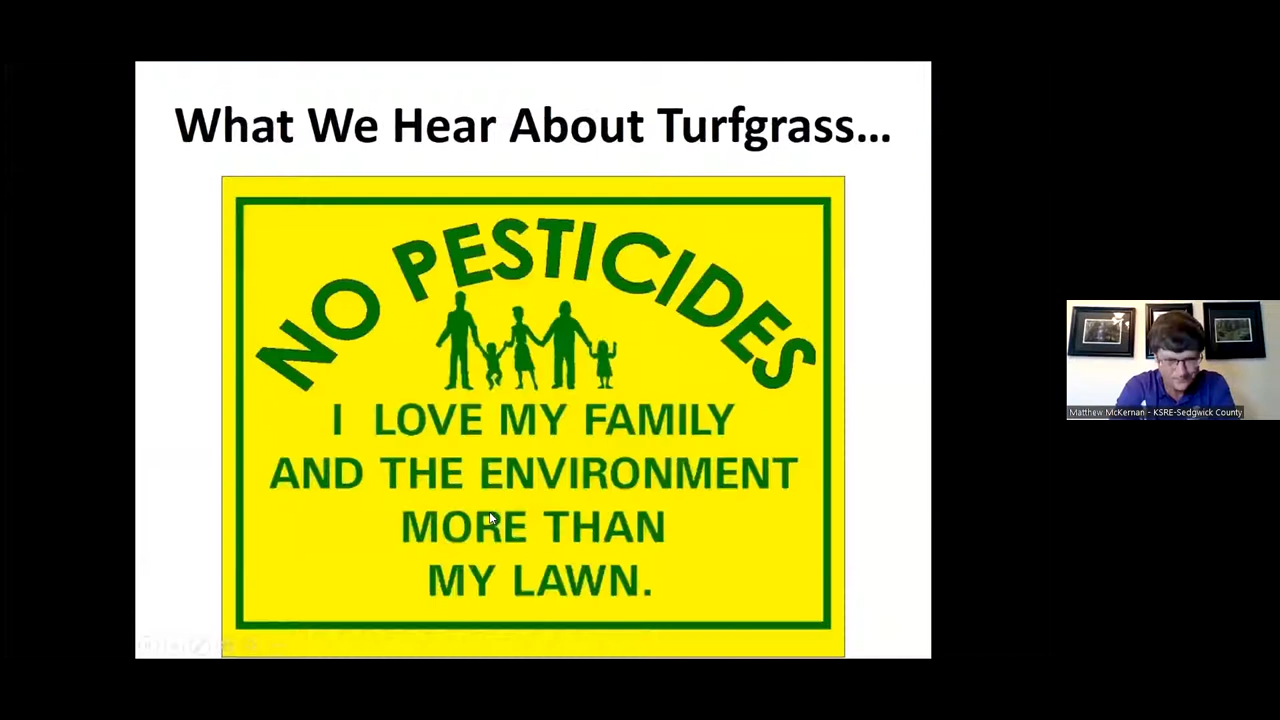 What We Hear About Turfgrass...
NO PESTICIDES
I LOVE MY FAMILY
AND THE ENVIRONMENT
MORE THAN
MY LAWN.
Matthew McKernan - KSRE-Sedgwick County